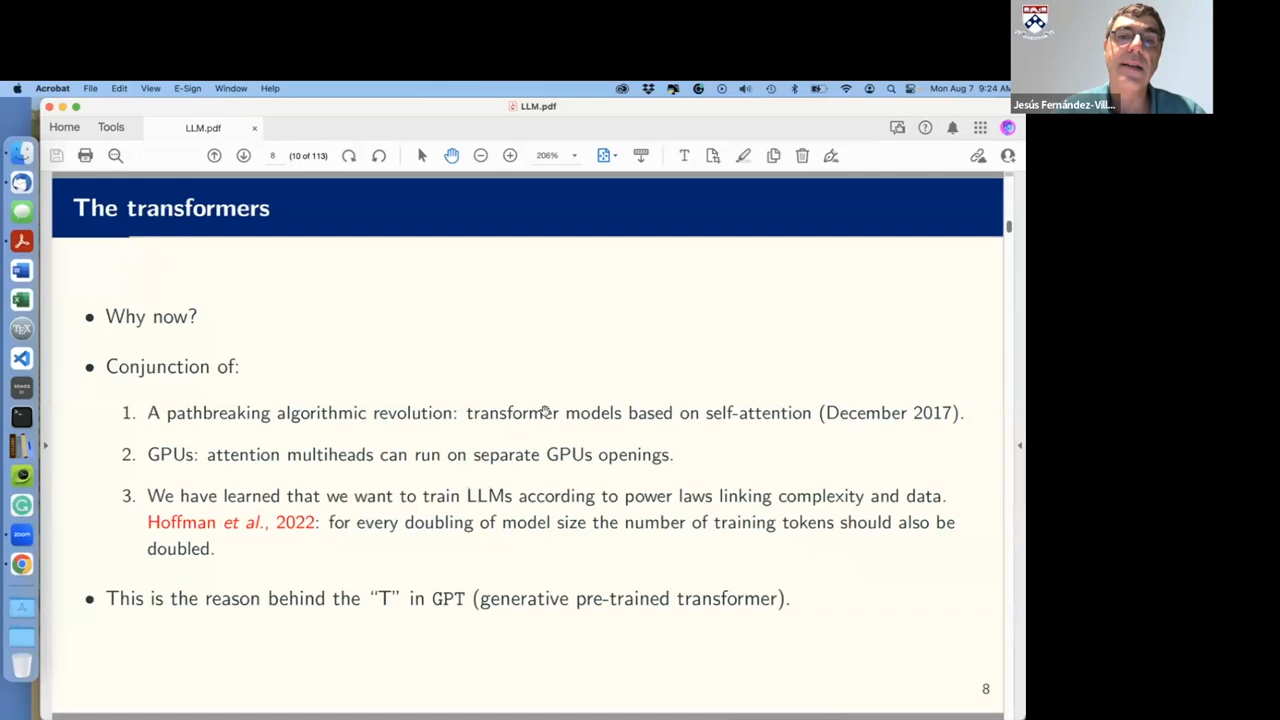 Acrobat File Edit View E-Sign Window Help Mon Aug 7 9:24 AM
Jesús Fernández-Vill...
LLM.pdf
Home Tools LLM.pdf ×
8 (10 of 113) 206%
The transformers
• Why now?
• Conjunction of:
1. A pathbreaking algorithmic revolution: transformer models based on self-attention (December 2017).
2. GPUs: attention multiheads can run on separate GPUs openings.
3. We have learned that we want to train LLMs according to power laws linking complexity and data.
Hoffman et al., 2022: for every doubling of model size the number of training tokens should also be
doubled.
• This is the reason behind the “T” in GPT (generative pre-trained transformer).
8
TEX
zoom